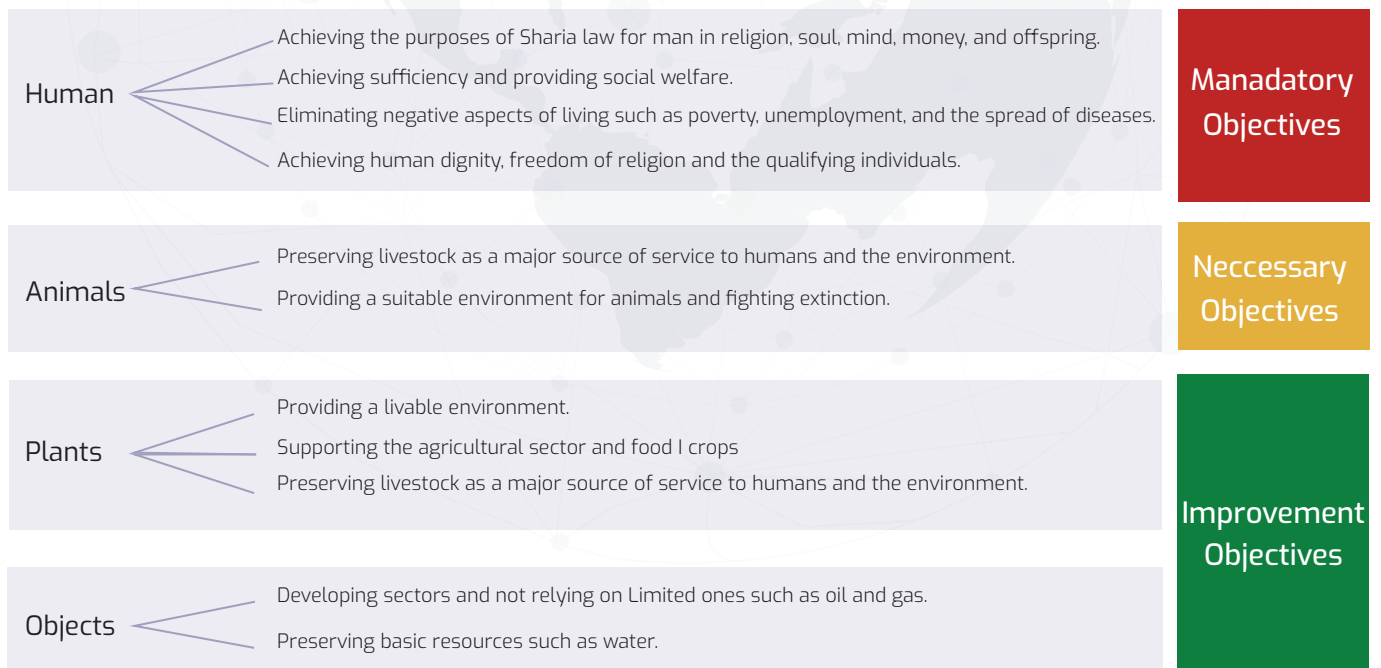 Human
Achieving the purposes of Sharia law for man in religion, soul, mind, money, and offspring.
Achieving sufficiency and providing social welfare.
Eliminating negative aspects of living such as poverty, unemployment, and the spread of diseases.
Achieving human dignity, freedom of religion and the qualifying individuals.
Manadatory
Objectives
Animals
Preserving livestock as a major source of service to humans and the environment.
Providing a suitable environment for animals and fighting extinction.
Neccessary
Objectives
Plants
Providing a livable environment.
Supporting the agricultural sector and food I crops
Preserving livestock as a major source of service to humans and the environment.
Objects
Developing sectors and not relying on Limited ones such as oil and gas.
Preserving basic resources such as water.
Improvement
Objectives